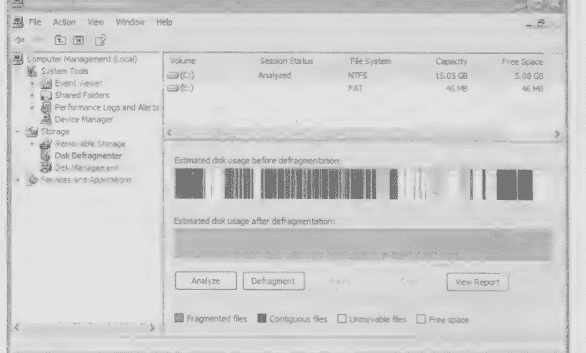 File Action View Window Help
Computer Management (Local)
System Tools
Event Viewer
Shared Folders
Performance Logs and Alerts
Device Manager
Storage
Removable Storage
Disk Defragmenter
Disk Management
Services and Applications
Volume Session Status File System Capacity Free Space
(C:) Analyzed NTFS 15.05 GB 5.08 GB
(E:) FAT 46 MB 46 MB
Estimated disk usage before defragmentation:
Estimated disk usage after defragmentation:
Analyze Defragment Pause Stop View Report
Fragmented files Contiguous files Unmovable files Free space